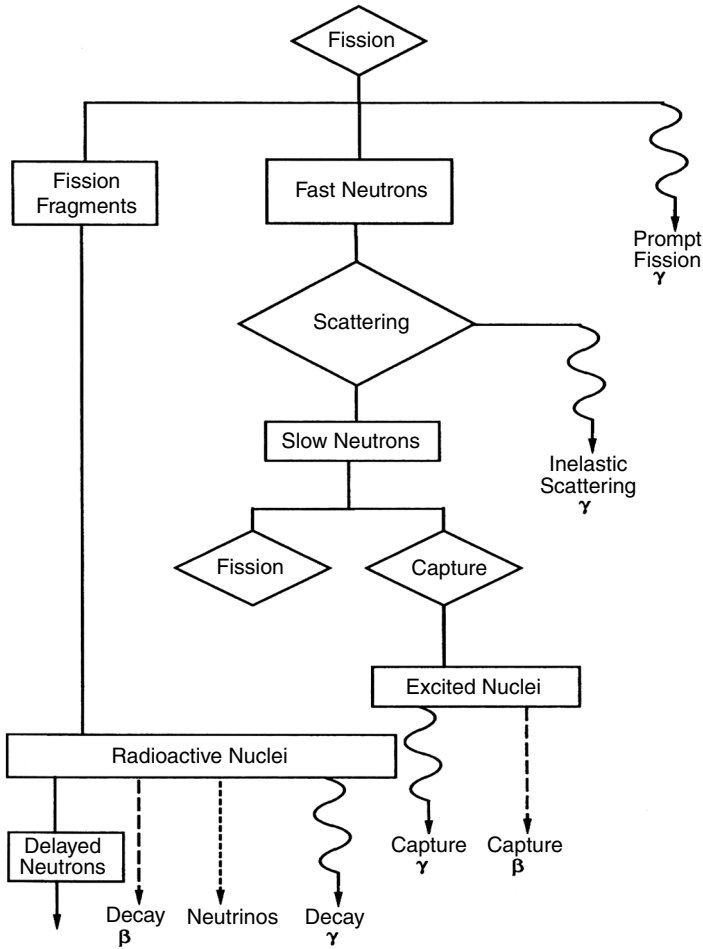 Fission
Fission
Fragments
Fast Neutrons
Prompt
Fission
γ
Scattering
Slow Neutrons
Inelastic
Scattering
γ
Fission
Capture
Excited Nuclei
Radioactive Nuclei
Delayed
Neutrons
Decay
β
Neutrinos
Decay
γ
Capture
γ
Capture
β